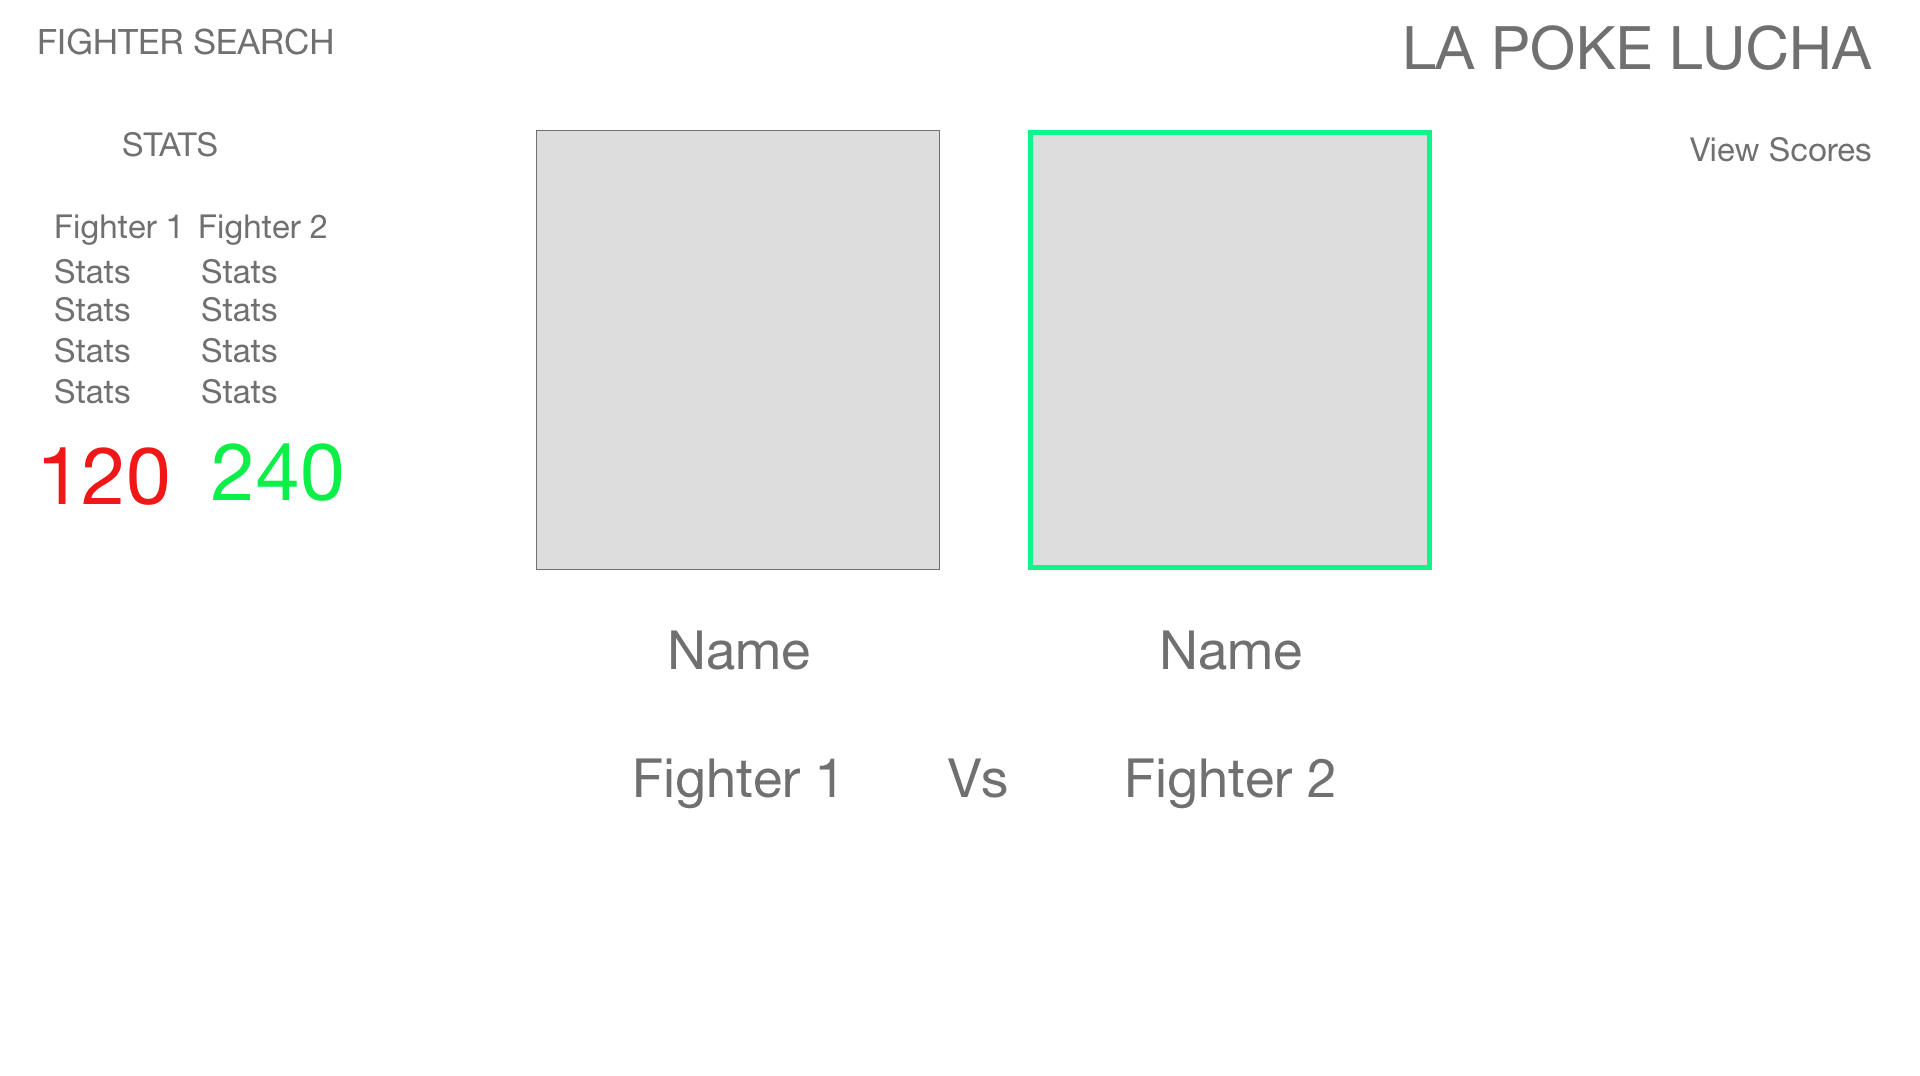 FIGHTER SEARCH
LA POKE LUCHA
STATS
View Scores
Fighter 1 Fighter 2
Stats Stats
Stats Stats
Stats Stats
Stats Stats
120 240
Name Name
Fighter 1 Vs Fighter 2